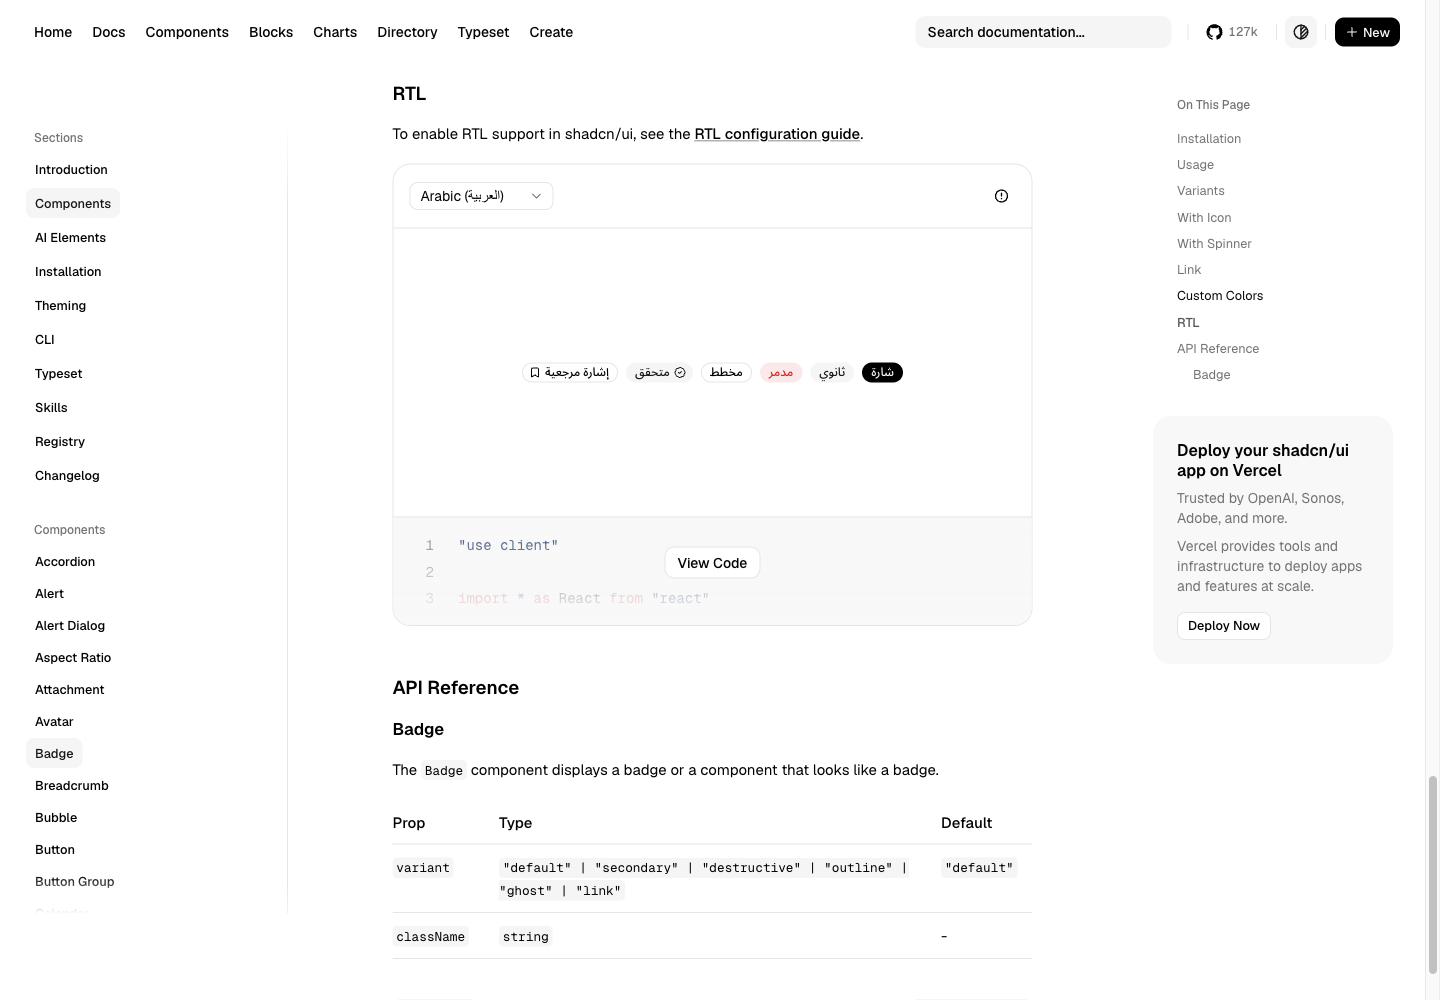 Home Docs Components Blocks Charts Directory Typeset Create
Search documentation...
127k
New
Sections
Introduction
Components
AI Elements
Installation
Theming
CLI
Typeset
Skills
Registry
Changelog
Components
Accordion
Alert
Alert Dialog
Aspect Ratio
Attachment
Avatar
Badge
Breadcrumb
Bubble
Button
Button Group
Calendar
RTL
To enable RTL support in shadcn/ui, see the RTL configuration guide.
Arabic (العربية)
شارة ثانوي مدمر مخطط متحقق إشارة مرجعية
1 "use client"
2
3 import * as React from "react"
View Code
API Reference
Badge
The Badge component displays a badge or a component that looks like a badge.
Prop Type Default
variant "default" | "secondary" | "destructive" | "outline" | "default"
"ghost" | "link"
className string -
On This Page
Installation
Usage
Variants
With Icon
With Spinner
Link
Custom Colors
RTL
API Reference
Badge
Deploy your shadcn/ui
app on Vercel
Trusted by OpenAI, Sonos,
Adobe, and more.
Vercel provides tools and
infrastructure to deploy apps
and features at scale.
Deploy Now